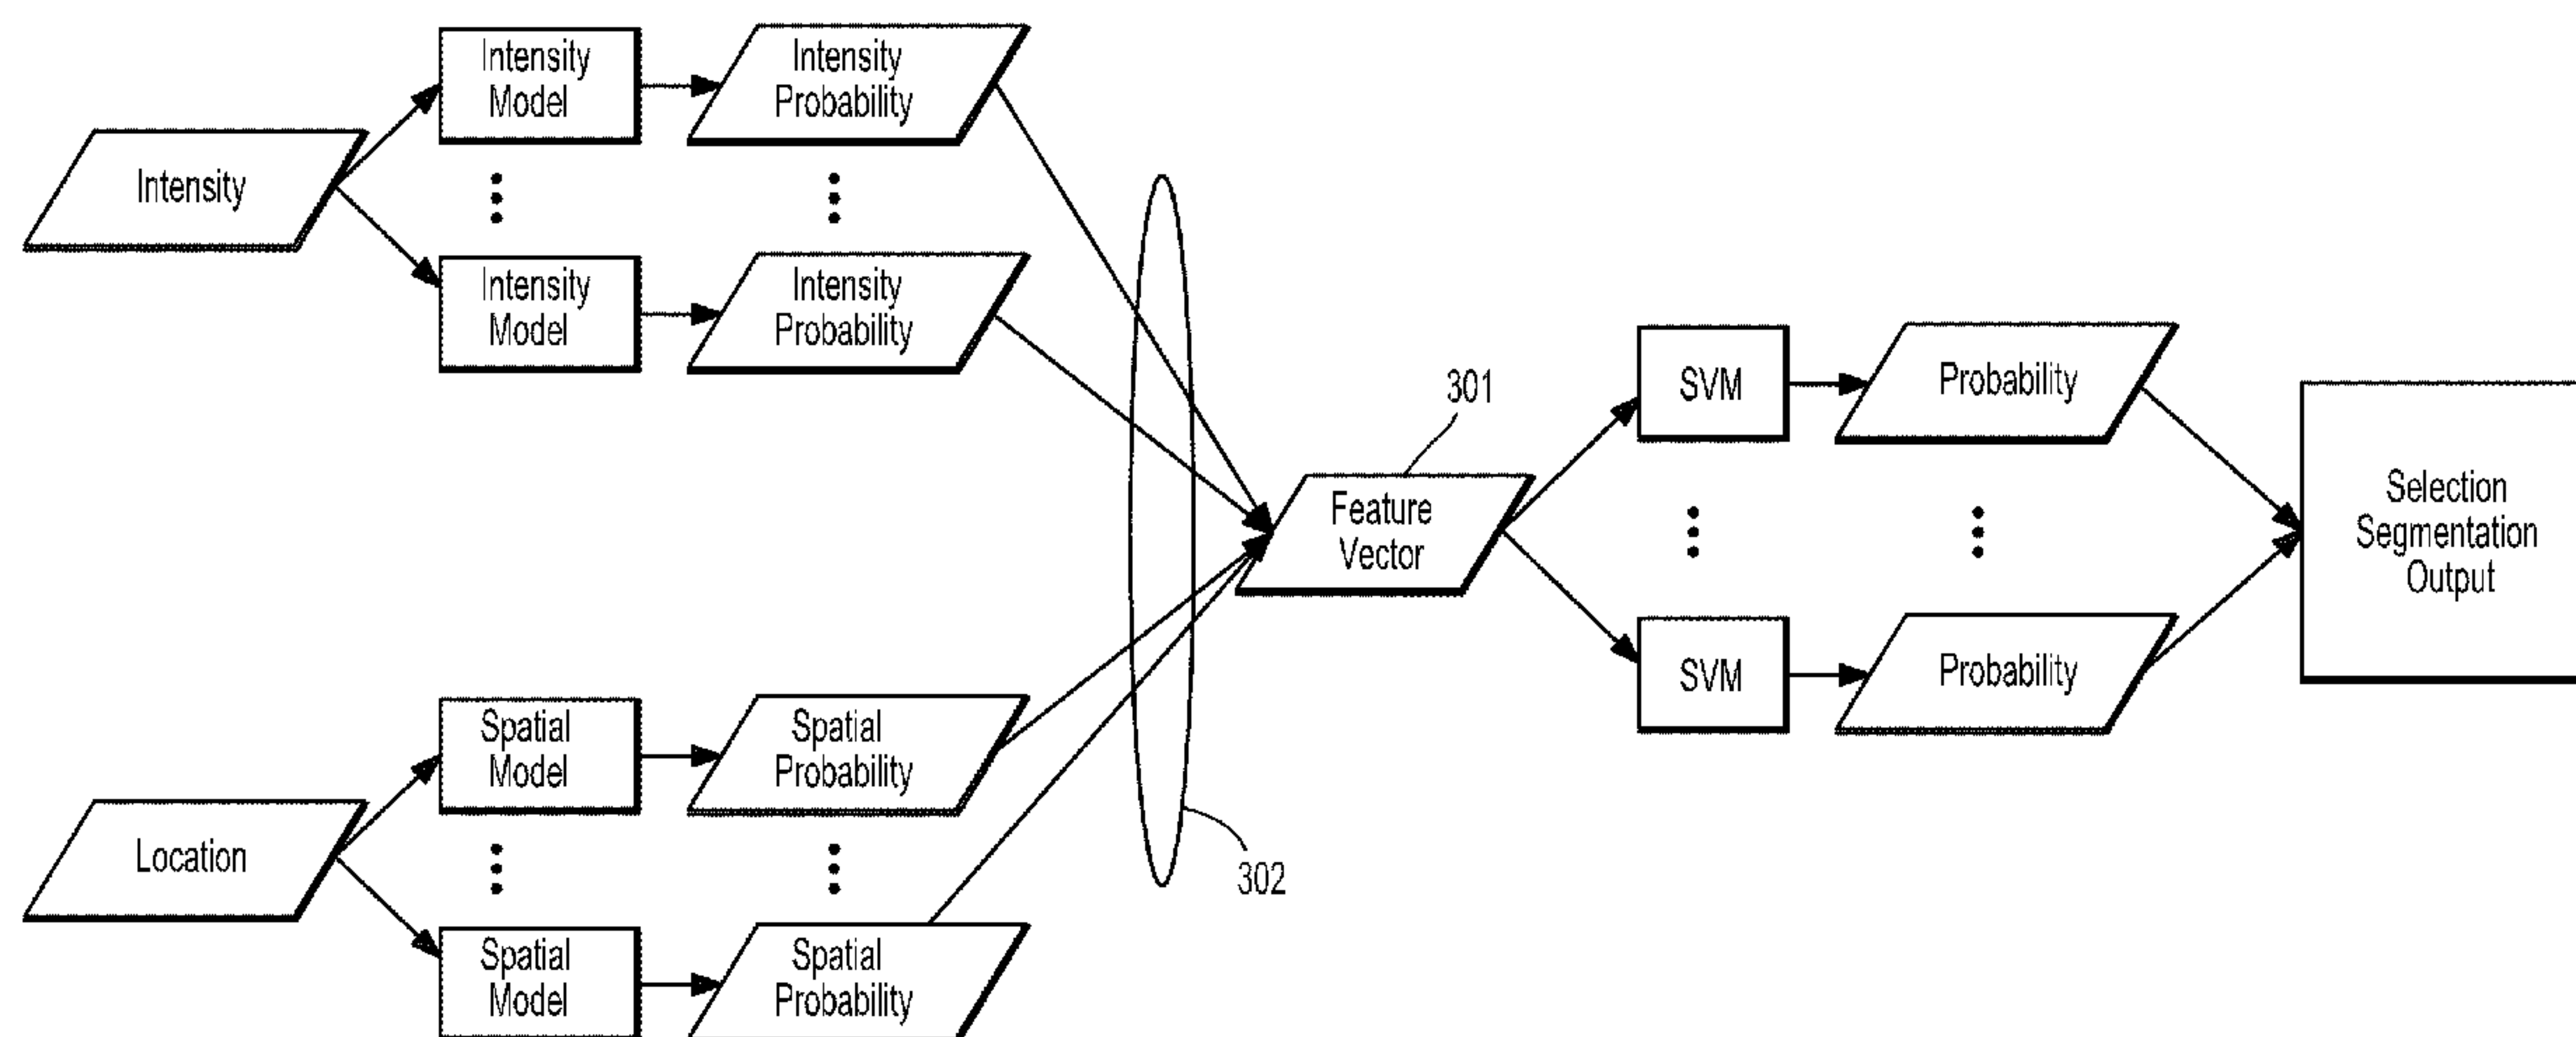 Intensity
Intensity
Model
Intensity
Probability
Intensity
Model
Intensity
Probability
Location
Spatial
Model
Spatial
Probability
Spatial
Model
Spatial
Probability
302
301
Feature
Vector
SVM
Probability
SVM
Probability
Selection
Segmentation
Output